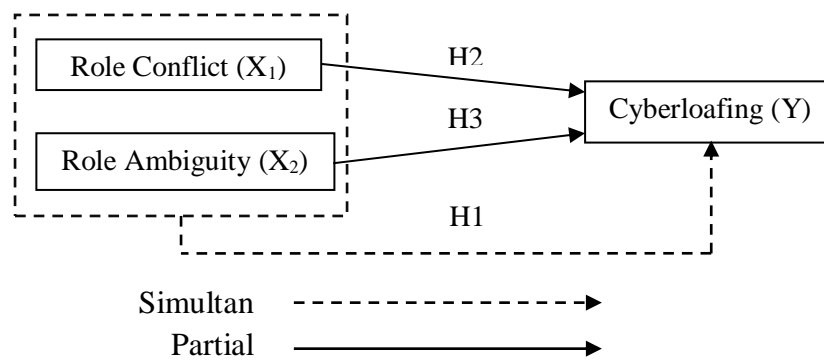 Role Conflict (X₁)
H2
Cyberloafing (Y)
H3
Role Ambiguity (X₂)
H1
Simultan
Partial